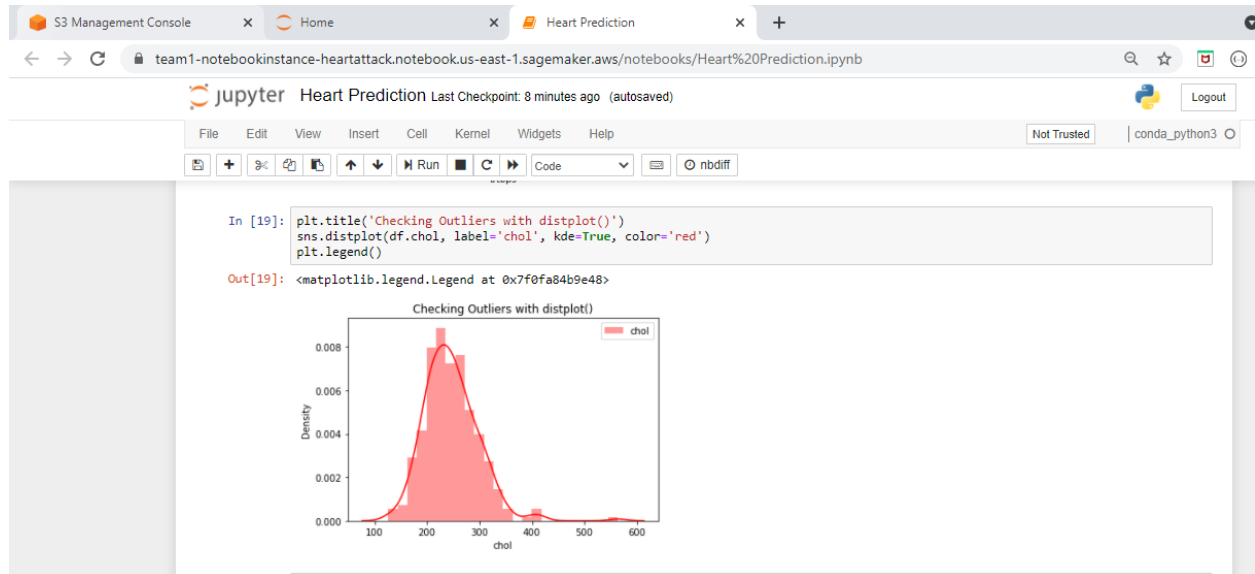 S3 Management Console
Home
Heart Prediction
team1-notebookinstance-heartattack.notebook.us-east-1.sagemaker.aws/notebooks/Heart%20Prediction.ipynb
jupyter Heart Prediction Last Checkpoint: 8 minutes ago (autosaved)
Logout
File Edit View Insert Cell Kernel Widgets Help
Not Trusted
conda_python3
Run
Code
nbdiff
In [19]: plt.title('Checking Outliers with distplot()')
sns.distplot(df.chol, label='chol', kde=True, color='red')
plt.legend()
Out[19]: <matplotlib.legend.Legend at 0x7f0fa84b9e48>
Checking Outliers with distplot()
chol
0.008
0.006
0.004
0.002
0.000
Density
100 200 300 400 500 600
chol